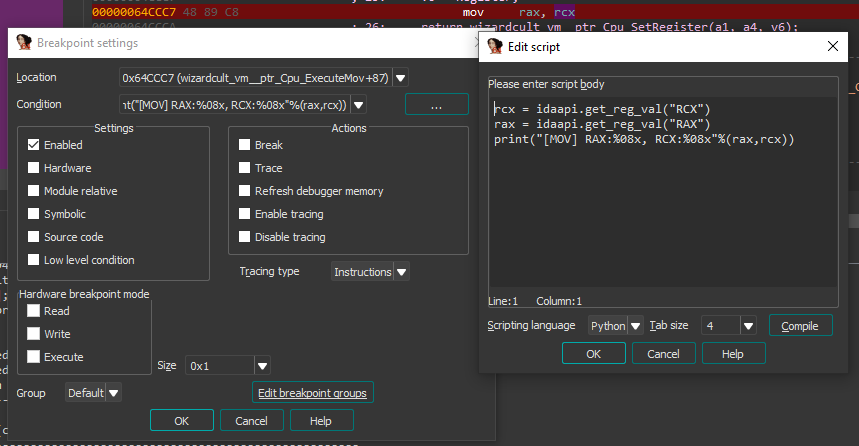 00000064CCC7 48 89 C8 mov rax, rcx
return wizardcult_vm__ptr_Cpu_SetRegister(a1, a4, v6);
Breakpoint settings
Location 0x64CCC7 (wizardcult_vm__ptr_Cpu_ExecuteMov+87)
Condition nt("[MOV] RAX:%08x, RCX:%08x"%(rax,rcx)) ...
Settings
Enabled
Hardware
Module relative
Symbolic
Source code
Low level condition
Actions
Break
Trace
Refresh debugger memory
Enable tracing
Disable tracing
Tracing type Instructions
Hardware breakpoint mode
Read
Write
Execute
Size 0x1
Group Default Edit breakpoint groups
OK Cancel Help
Edit script
Please enter script body
rcx = idaapi.get_reg_val("RCX")
rax = idaapi.get_reg_val("RAX")
print("[MOV] RAX:%08x, RCX:%08x"%(rax,rcx))
Line:1 Column:1
Scripting language Python Tab size 4 Compile
OK Cancel Help